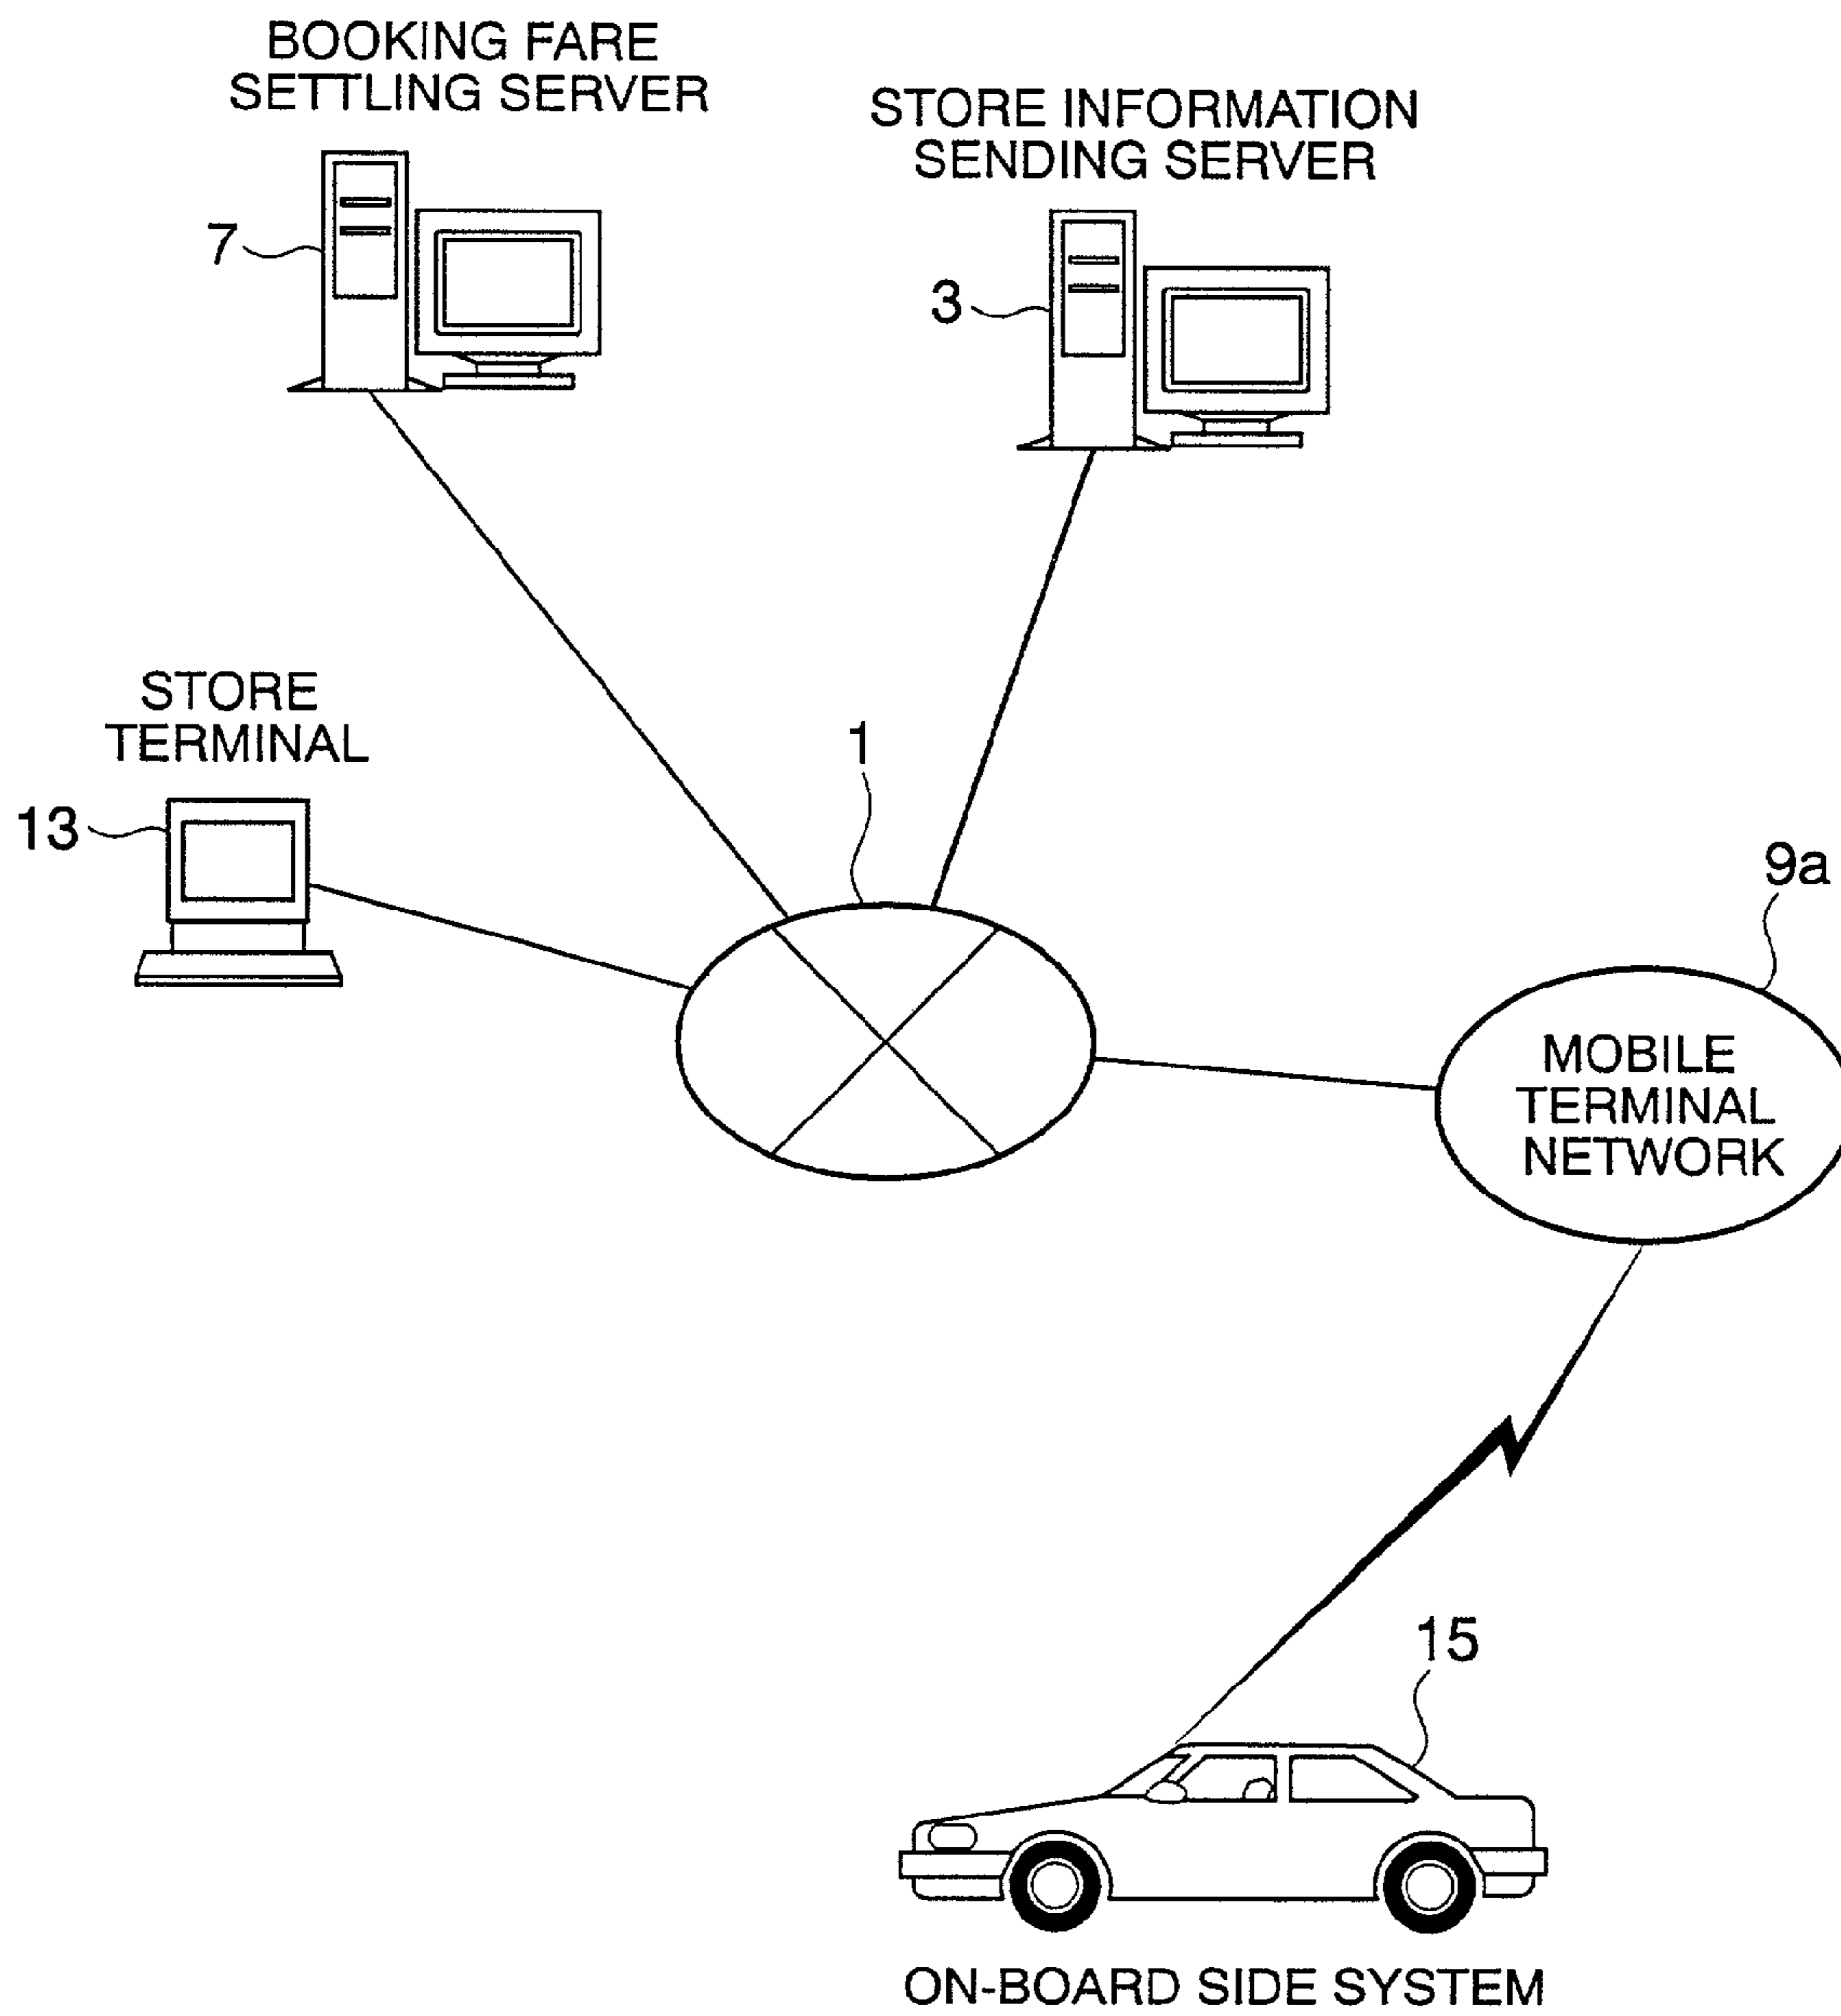 BOOKING FARE
SETTLING SERVER
7
STORE INFORMATION
SENDING SERVER
3
STORE
TERMINAL
13
1
9a
MOBILE
TERMINAL
NETWORK
15
ON-BOARD SIDE SYSTEM